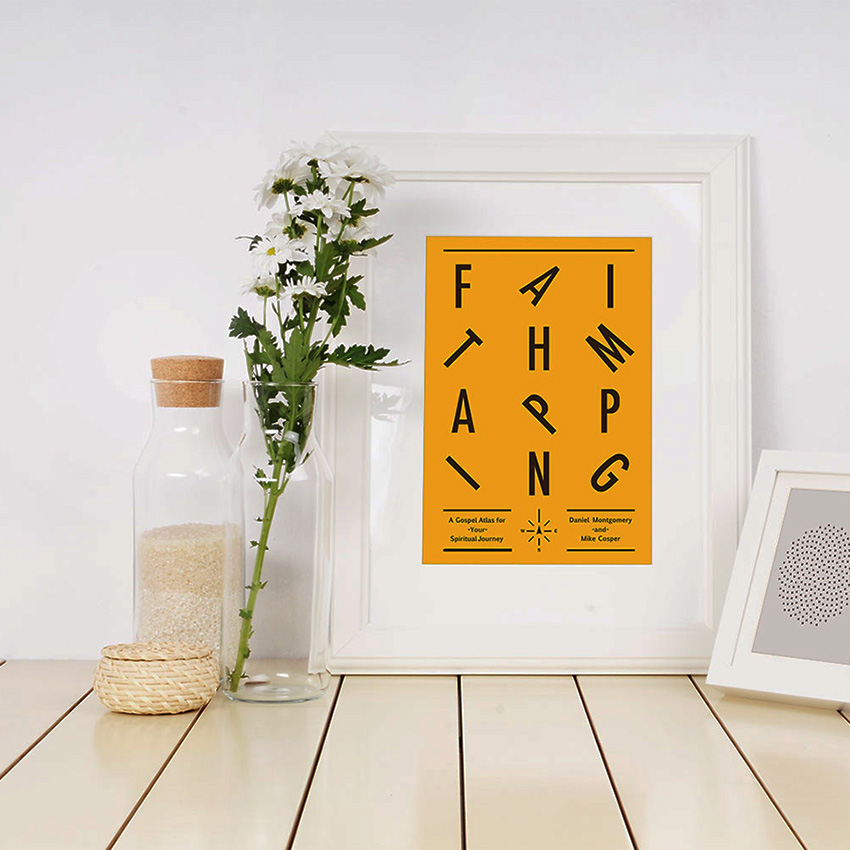 F A I
T H M
A P P
I N G
A Gospel Atlas for
-Your-
Spiritual Journey
W E
Daniel Montgomery
-and-
Mike Cosper